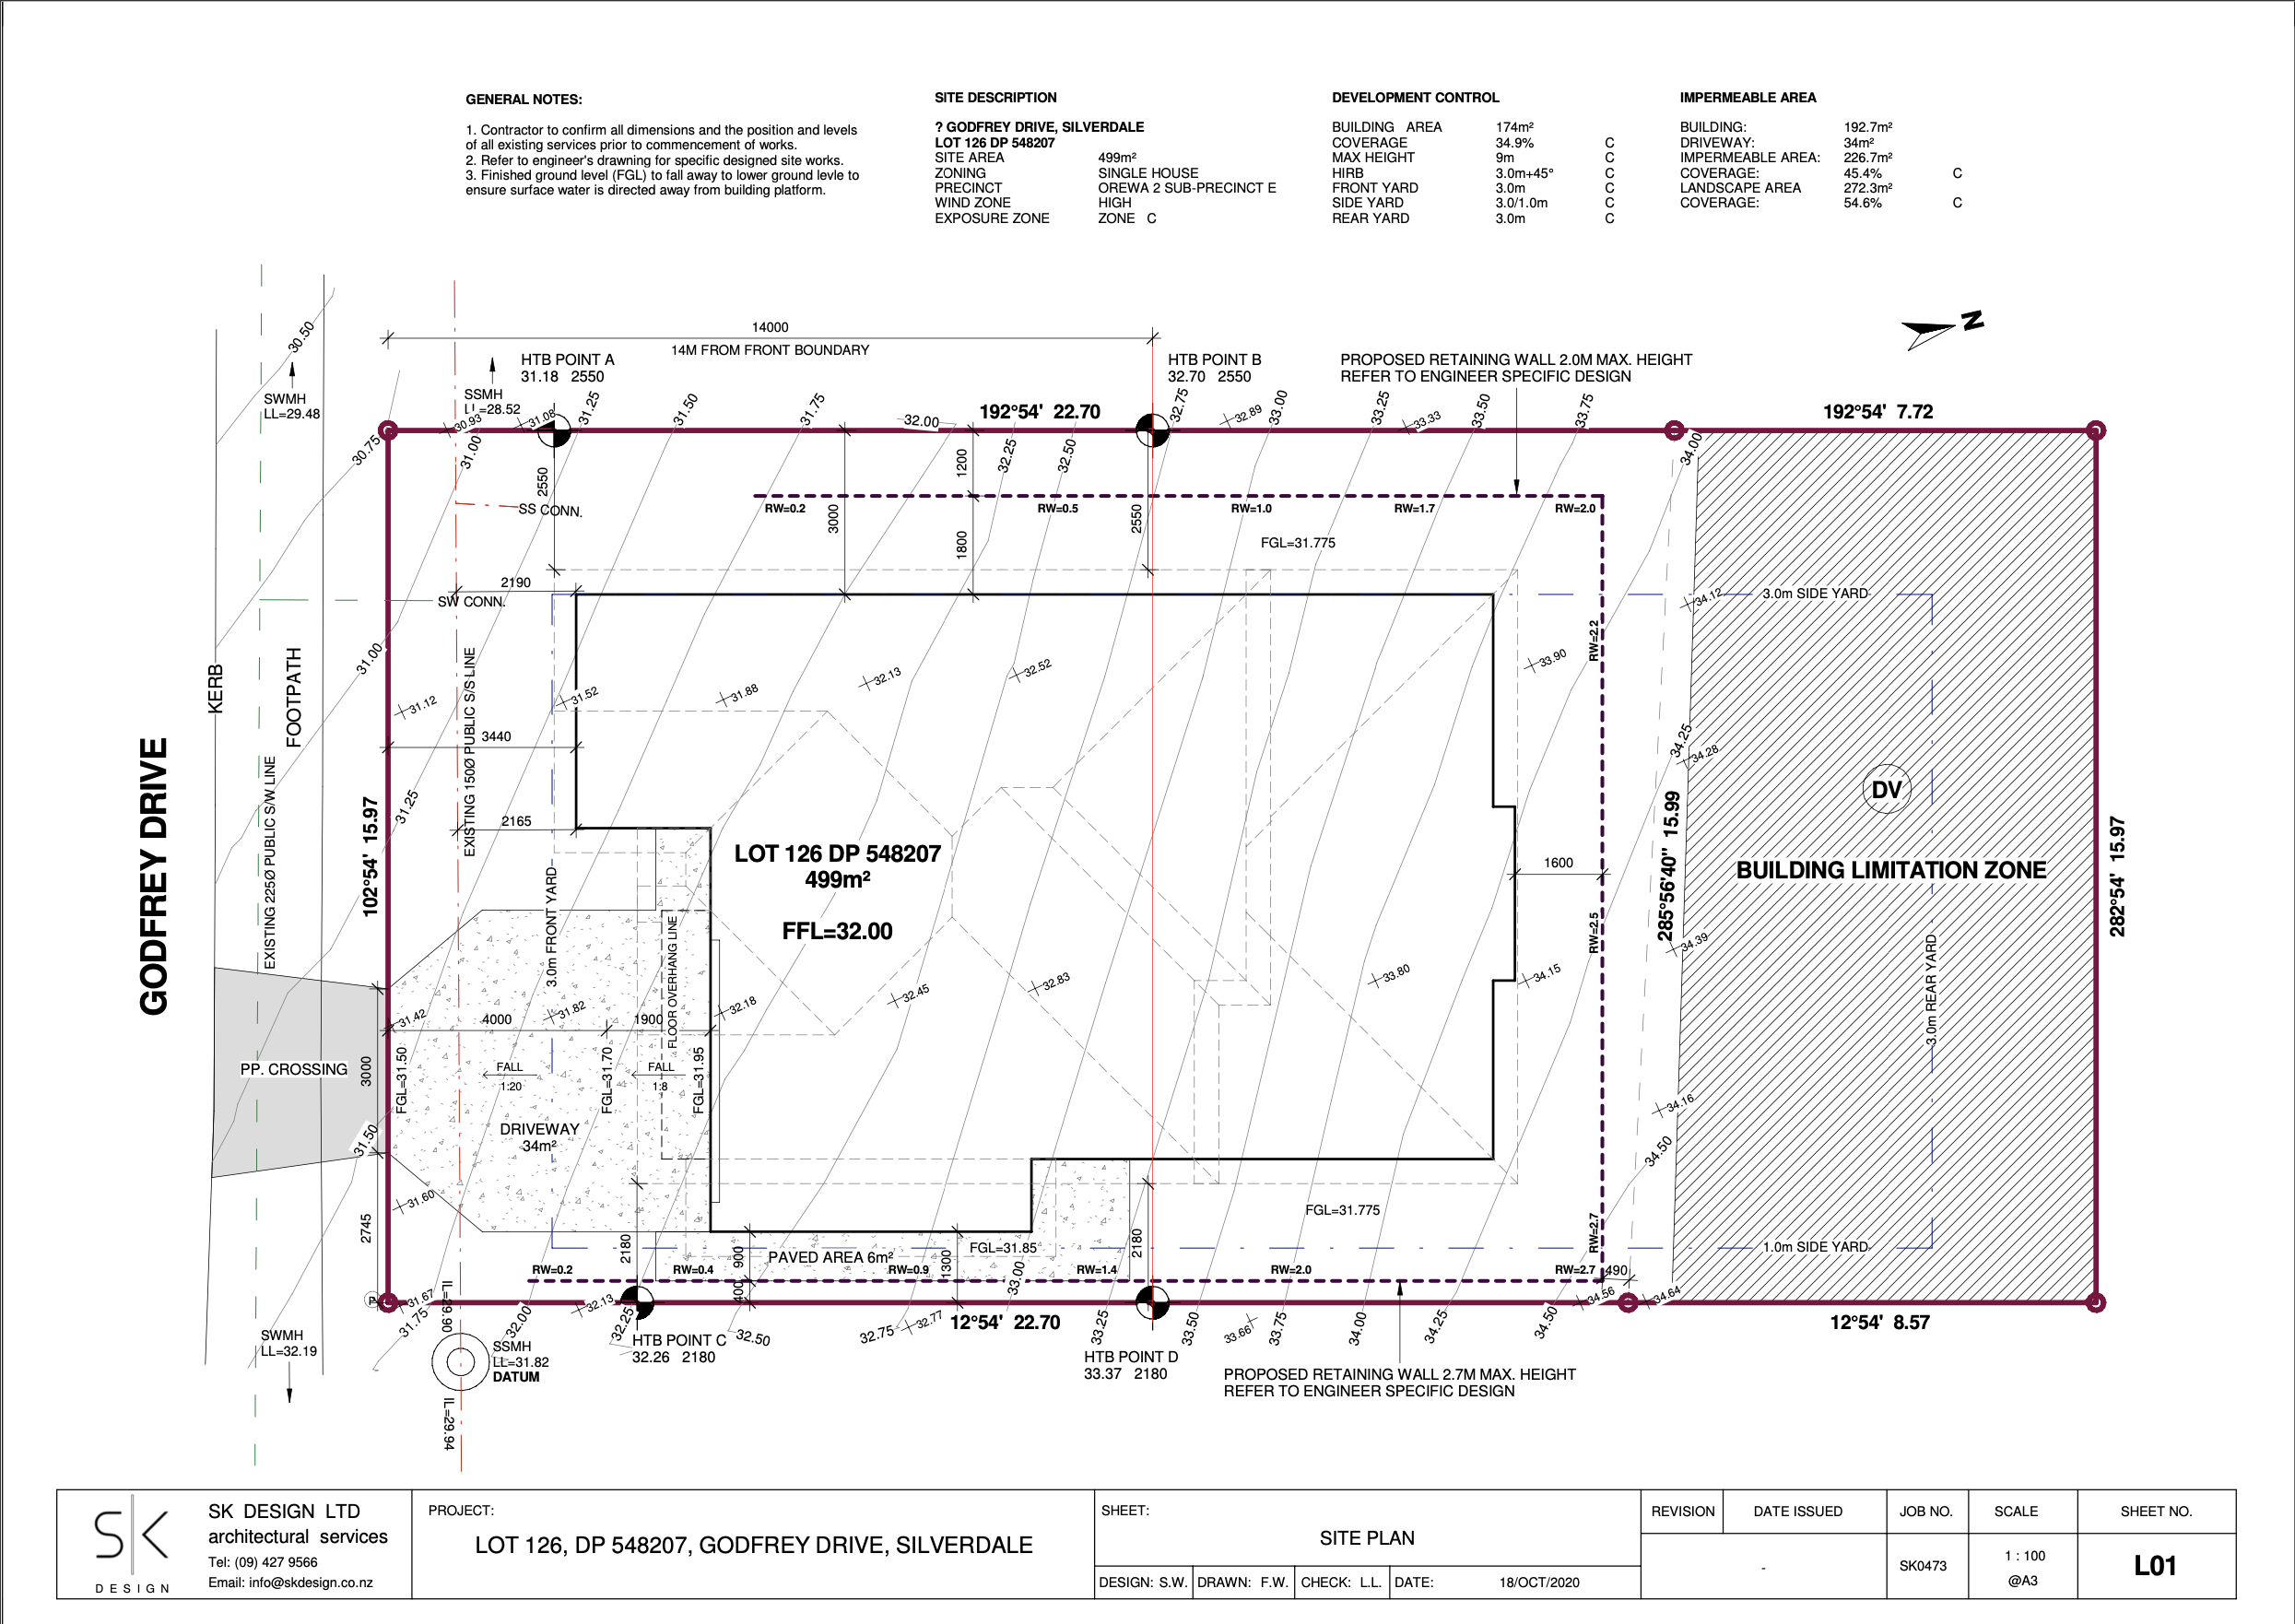 GENERAL NOTES:
1. Contractor to confirm all dimensions and the position and levels
of all existing services prior to commencement of works.
2. Refer to engineer's drawning for specific designed site works.
3. Finished ground level (FGL) to fall away to lower ground levle to
ensure surface water is directed away from building platform.
SITE DESCRIPTION
? GODFREY DRIVE, SILVERDALE
LOT 126 DP 548207
SITE AREA 499m²
ZONING SINGLE HOUSE
PRECINCT OREWA 2 SUB-PRECINCT E
WIND ZONE HIGH
EXPOSURE ZONE ZONE C
DEVELOPMENT CONTROL
BUILDING AREA 174m²
COVERAGE 34.9% C
MAX HEIGHT 9m C
HIRB 3.0m+45° C
FRONT YARD 3.0m C
SIDE YARD 3.0/1.0m C
REAR YARD 3.0m C
IMPERMEABLE AREA
BUILDING: 192.7m²
DRIVEWAY: 34m²
IMPERMEABLE AREA: 226.7m²
COVERAGE: 45.4% C
LANDSCAPE AREA 272.3m²
COVERAGE: 54.6% C
N
14000
14M FROM FRONT BOUNDARY
30.50
HTB POINT A
31.18 2550
HTB POINT B
32.70 2550
PROPOSED RETAINING WALL 2.0M MAX. HEIGHT
REFER TO ENGINEER SPECIFIC DESIGN
SWMH
LL=29.48
SSMH
LL=28.52
30.93
31.08
31.25
31.50
31.75
32.00
192°54' 22.70
32.75
32.89
33.00
33.25
33.33
33.50
33.75
192°54' 7.72
30.75
31.00
2550
1200
32.25
32.50
34.00
SS CONN.
RW=0.2
3000
RW=0.5
2550
RW=1.0
RW=1.7
RW=2.0
1800
FGL=31.775
2190
SW CONN.
34.12
3.0m SIDE YARD
RW=2.2
31.00
KERB
FOOTPATH
EXISTING 150Ø PUBLIC S/S LINE
31.12
31.52
31.88
32.13
32.52
33.90
3440
34.25
34.28
GODFREY DRIVE
EXISTING 225Ø PUBLIC S/W LINE
102°54' 15.97
31.25
2165
DV
LOT 126 DP 548207
499m²
FFL=32.00
1600
285°56'40" 15.99
BUILDING LIMITATION ZONE
282°54' 15.97
3.0m FRONT YARD
FLOOR OVERHANG LINE
RW=2.5
34.39
3.0m REAR YARD
31.42
4000
31.82
1900
32.18
32.45
32.83
33.80
34.15
PP. CROSSING
3000
FGL=31.50
FALL
1:20
FGL=31.70
FALL
1:8
FGL=31.95
34.16
DRIVEWAY
34m²
31.50
34.50
31.60
2745
FGL=31.775
2180
900
PAVED AREA 6m²
1300
FGL=31.85
2180
RW=2.7
1.0m SIDE YARD
RW=0.2
RW=0.4
RW=0.9
RW=1.4
RW=2.0
RW=2.7
490
400
33.00
P
31.67
31.75
IL=29.90
32.00
32.13
32.25
32.50
32.75
32.77
12°54' 22.70
33.25
33.50
33.66
33.75
34.00
34.25
34.50
34.56
34.64
12°54' 8.57
SWMH
LL=32.19
SSMH
LL=31.82
DATUM
HTB POINT C
32.26 2180
HTB POINT D
33.37 2180
PROPOSED RETAINING WALL 2.7M MAX. HEIGHT
REFER TO ENGINEER SPECIFIC DESIGN
IL=29.94
SK
DESIGN
SK DESIGN LTD
architectural services
Tel: (09) 427 9566
Email: info@skdesign.co.nz
PROJECT:
LOT 126, DP 548207, GODFREY DRIVE, SILVERDALE
SHEET:
SITE PLAN
DESIGN: S.W. DRAWN: F.W. CHECK: L.L. DATE: 18/OCT/2020
REVISION DATE ISSUED JOB NO. SCALE SHEET NO.
- SK0473 1 : 100
@A3
L01